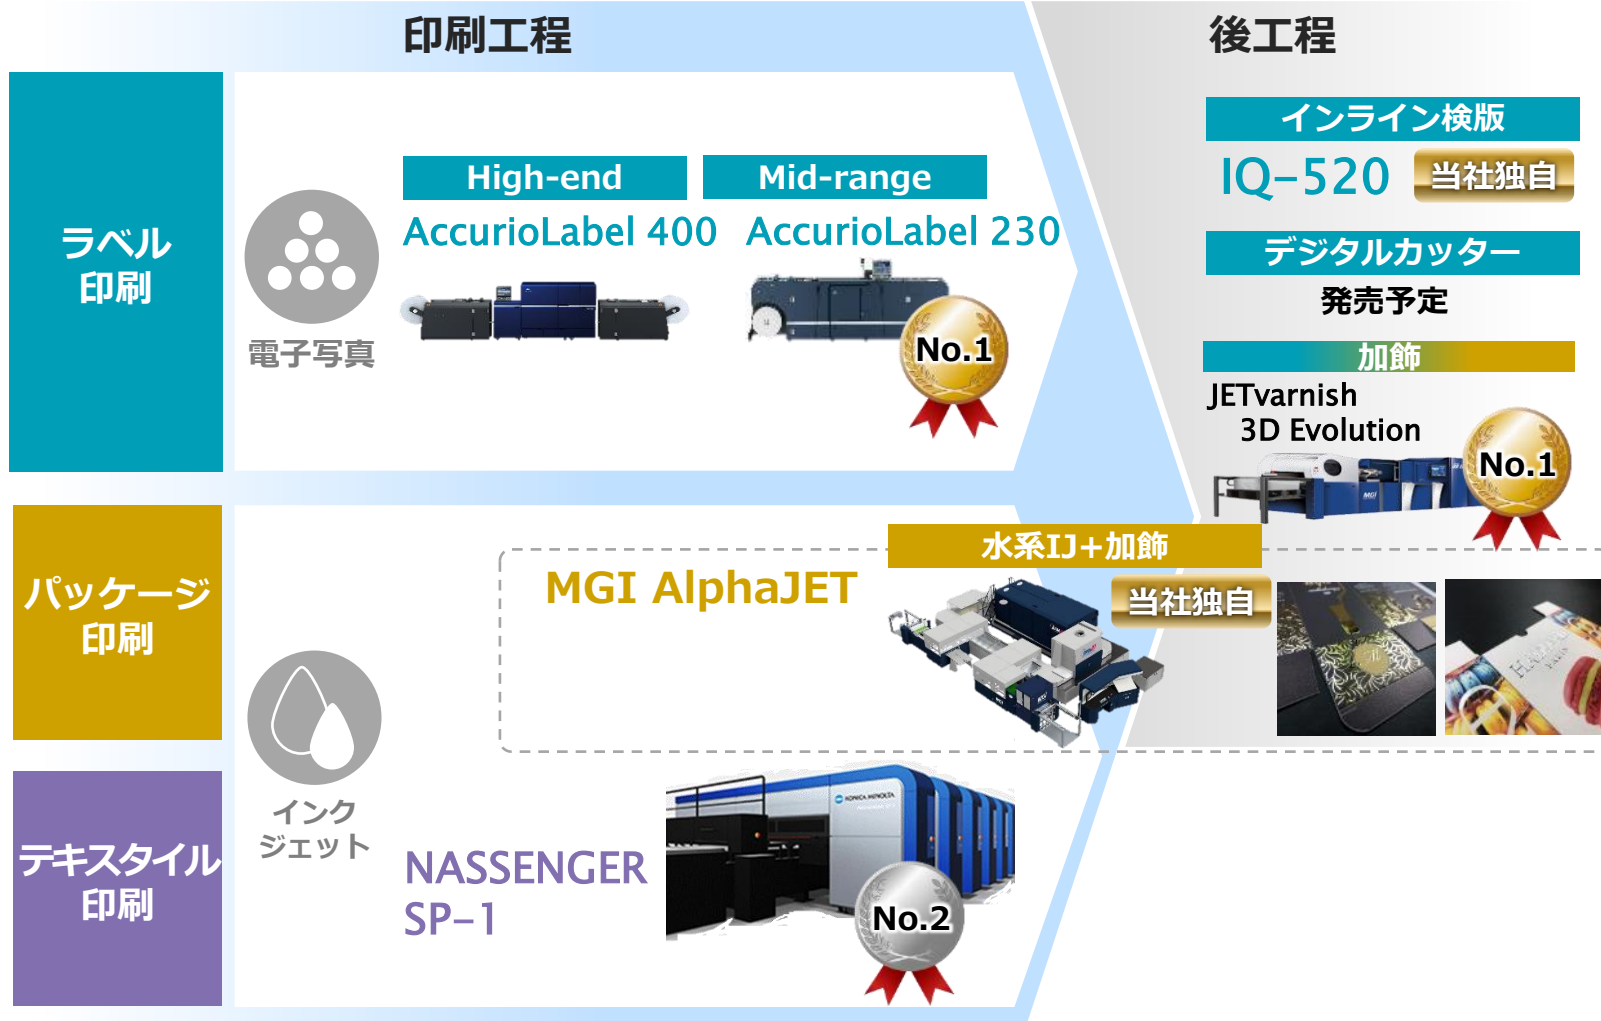 印刷工程
後工程
ラベル
印刷
電子写真
High-end
AccurioLabel 400
Mid-range
AccurioLabel 230
No.1
インライン検版
IQ-520
当社独自
デジタルカッター
発売予定
加飾
JETvarnish
3D Evolution
MGI
No.1
パッケージ
印刷
水系IJ+加飾
MGI AlphaJET
当社独自
テキスタイル
印刷
インク
ジェット
NASSENGER
SP-1
KONICA MINOLTA
No.2